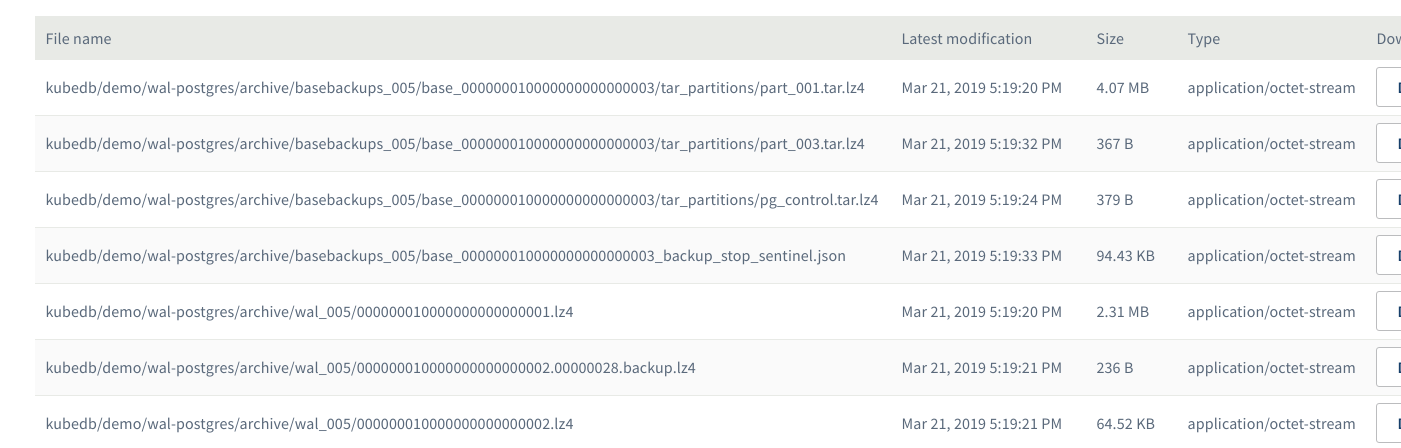 File name Latest modification Size Type Dow
kubedb/demo/wal-postgres/archive/basebackups_005/base_000000010000000000000003/tar_partitions/part_001.tar.lz4 Mar 21, 2019 5:19:20 PM 4.07 MB application/octet-stream
kubedb/demo/wal-postgres/archive/basebackups_005/base_000000010000000000000003/tar_partitions/part_003.tar.lz4 Mar 21, 2019 5:19:32 PM 367 B application/octet-stream
kubedb/demo/wal-postgres/archive/basebackups_005/base_000000010000000000000003/tar_partitions/pg_control.tar.lz4 Mar 21, 2019 5:19:24 PM 379 B application/octet-stream
kubedb/demo/wal-postgres/archive/basebackups_005/base_000000010000000000000003_backup_stop_sentinel.json Mar 21, 2019 5:19:33 PM 94.43 KB application/octet-stream
kubedb/demo/wal-postgres/archive/wal_005/000000010000000000000001.lz4 Mar 21, 2019 5:19:20 PM 2.31 MB application/octet-stream
kubedb/demo/wal-postgres/archive/wal_005/000000010000000000000002.00000028.backup.lz4 Mar 21, 2019 5:19:21 PM 236 B application/octet-stream
kubedb/demo/wal-postgres/archive/wal_005/000000010000000000000002.lz4 Mar 21, 2019 5:19:21 PM 64.52 KB application/octet-stream